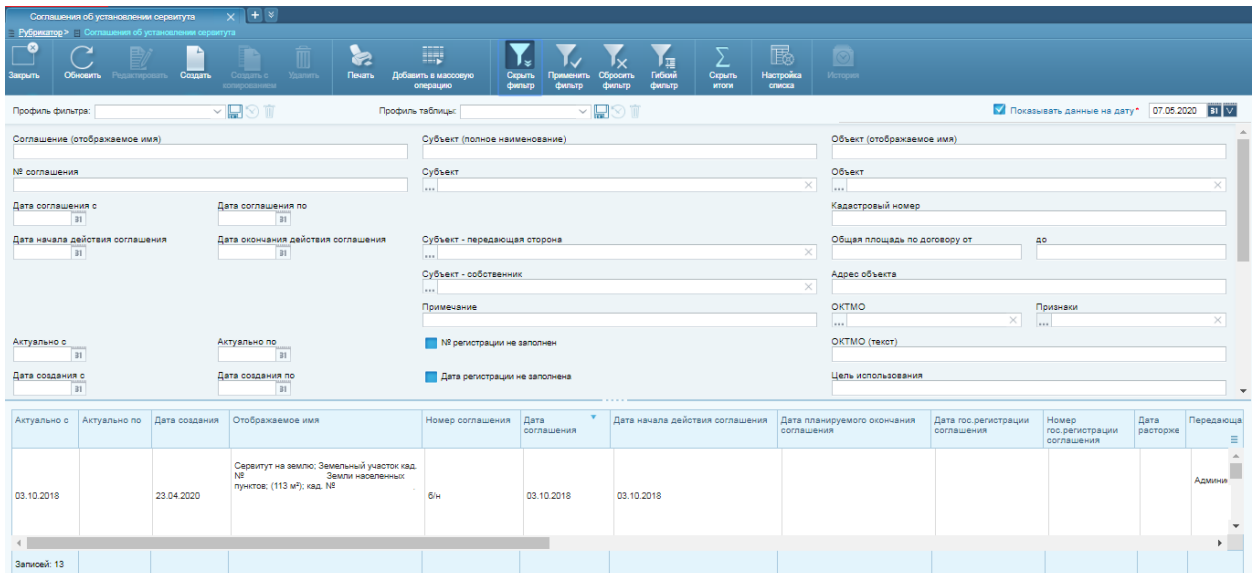 Соглашения об установлении сервитута
Рубрикатор> Соглашения об установлении сервитута
Закрыть Обновить Редактировать Создать Создать с копированием Удалить Печать Добавить в массовую операцию Скрыть фильтр Применить фильтр Сбросить фильтр Гибкий фильтр Скрыть итоги Настройка списка История
Профиль фильтра: Профиль таблицы: Показывать данные на дату* 07.05.2020
Соглашение (отображаемое имя) Субъект (полное наименование) Объект (отображаемое имя)
№ соглашения Субъект Объект
Дата соглашения с Дата соглашения по Кадастровый номер
Дата начала действия соглашения Дата окончания действия соглашения Субъект - передающая сторона Общая площадь по договору от до
Субъект - собственник Адрес объекта
Примечание ОКТМО Признаки
Актуально с Актуально по № регистрации не заполнен ОКТМО (текст)
Дата создания с Дата создания по Дата регистрации не заполнена Цель использования
Актуально с Актуально по Дата создания Отображаемое имя Номер соглашения Дата соглашения Дата начала действия соглашения Дата планируемого окончания соглашения Дата гос.регистрации соглашения Номер гос.регистрации соглашения Дата расторже Передающа
Сервитут на землю; Земельный участок кад.
№ Земли населенных
пунктов; (113 м²); кад. №
03.10.2018 23.04.2020 б/н 03.10.2018 03.10.2018 Админи
Записей: 13